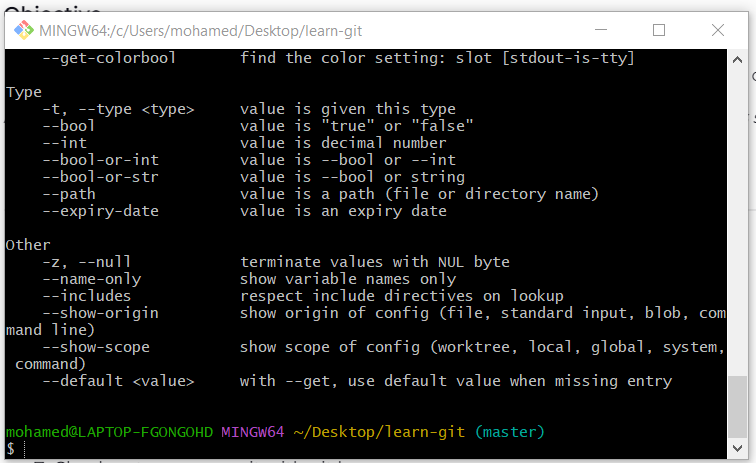 MINGW64:/c/Users/mohamed/Desktop/learn-git
--get-colorbool find the color setting: slot [stdout-is-tty]
Type
-t, --type <type> value is given this type
--bool value is "true" or "false"
--int value is decimal number
--bool-or-int value is --bool or --int
--bool-or-str value is --bool or string
--path value is a path (file or directory name)
--expiry-date value is an expiry date
Other
-z, --null terminate values with NUL byte
--name-only show variable names only
--includes respect include directives on lookup
--show-origin show origin of config (file, standard input, blob, com
mand line)
--show-scope show scope of config (worktree, local, global, system,
command)
--default <value> with --get, use default value when missing entry
mohamed@LAPTOP-FGONGOHD MINGW64 ~/Desktop/learn-git (master)
$